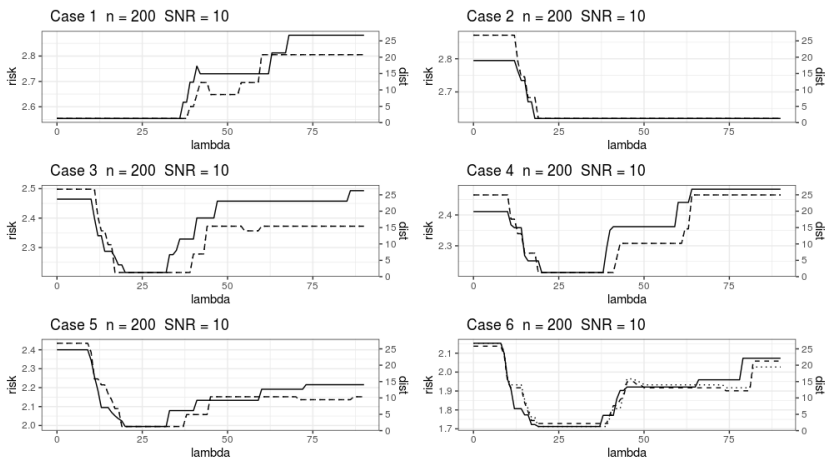 Case 1 n = 200 SNR = 10
risk
2.8
2.7
2.6
25
20
15
10
5
0
dist
0 25 50 75
lambda
Case 2 n = 200 SNR = 10
risk
2.8
2.7
25
20
15
10
5
0
dist
0 25 50 75
lambda
Case 3 n = 200 SNR = 10
risk
2.5
2.4
2.3
25
20
15
10
5
0
dist
0 25 50 75
lambda
Case 4 n = 200 SNR = 10
risk
2.4
2.3
25
20
15
10
5
0
dist
0 25 50 75
lambda
Case 5 n = 200 SNR = 10
risk
2.4
2.3
2.2
2.1
2.0
25
20
15
10
5
0
dist
0 25 50 75
lambda
Case 6 n = 200 SNR = 10
risk
2.1
2.0
1.9
1.8
1.7
25
20
15
10
5
0
dist
0 25 50 75
lambda